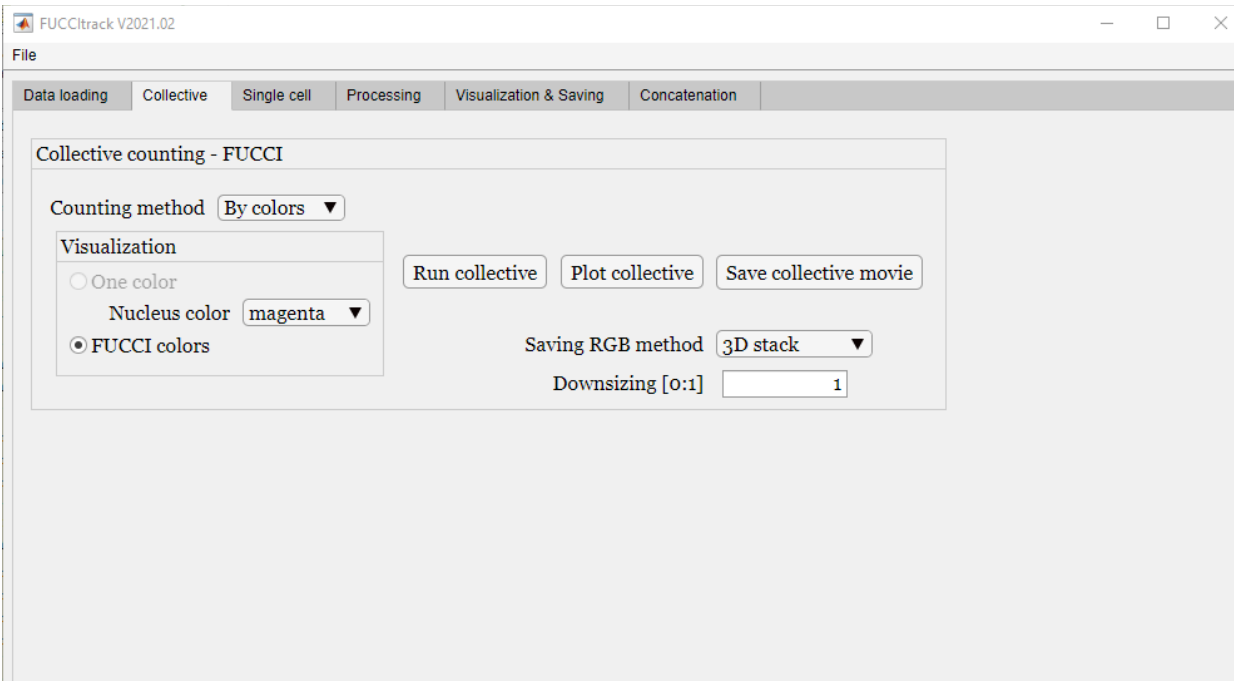 FUCCItrack V2021.02
File
Data loading Collective Single cell Processing Visualization & Saving Concatenation
Collective counting - FUCCI
Counting method By colors
Visualization
One color
Nucleus color magenta
FUCCI colors
Run collective Plot collective Save collective movie
Saving RGB method 3D stack
Downsizing [0:1] 1